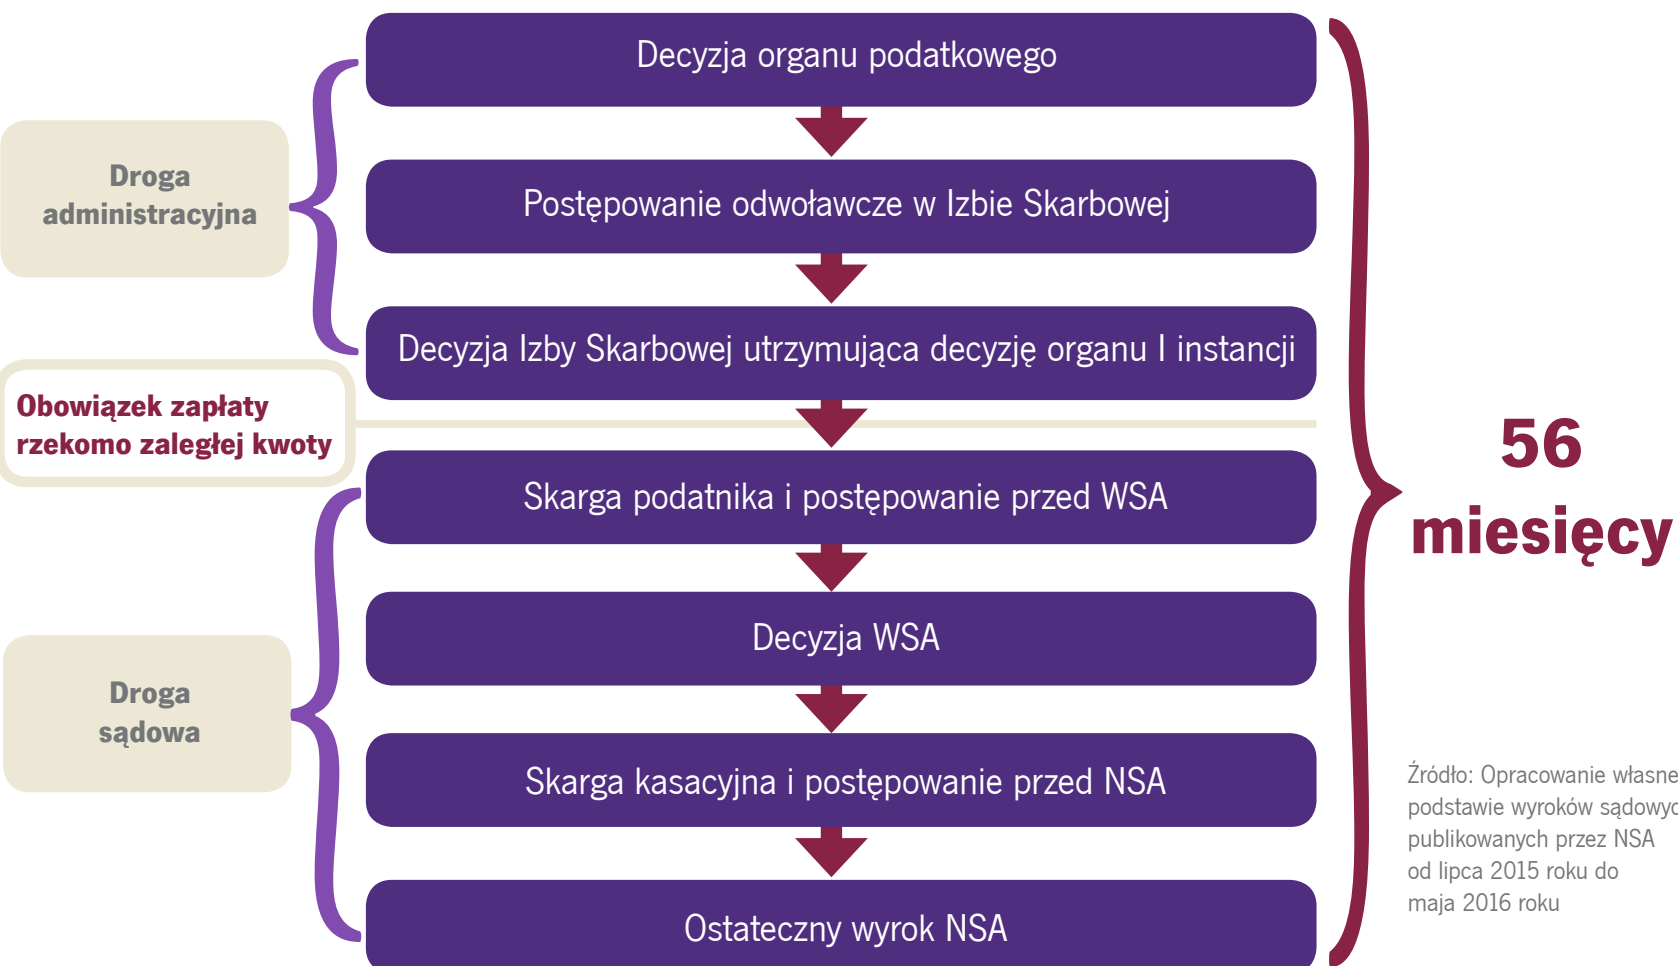 Decyzja organu podatkowego
Droga
administracyjna
Postępowanie odwoławcze w Izbie Skarbowej
Decyzja Izby Skarbowej utrzymująca decyzję organu I instancji
Obowiązek zapłaty
rzekomo zaległej kwoty
Skarga podatnika i postępowanie przed WSA
56
miesięcy
Decyzja WSA
Droga
sądowa
Skarga kasacyjna i postępowanie przed NSA
Ostateczny wyrok NSA
Źródło: Opracowanie własne
podstawie wyroków
publikowanych przez NSA
od lipca 2015 roku do
maja 2016 roku